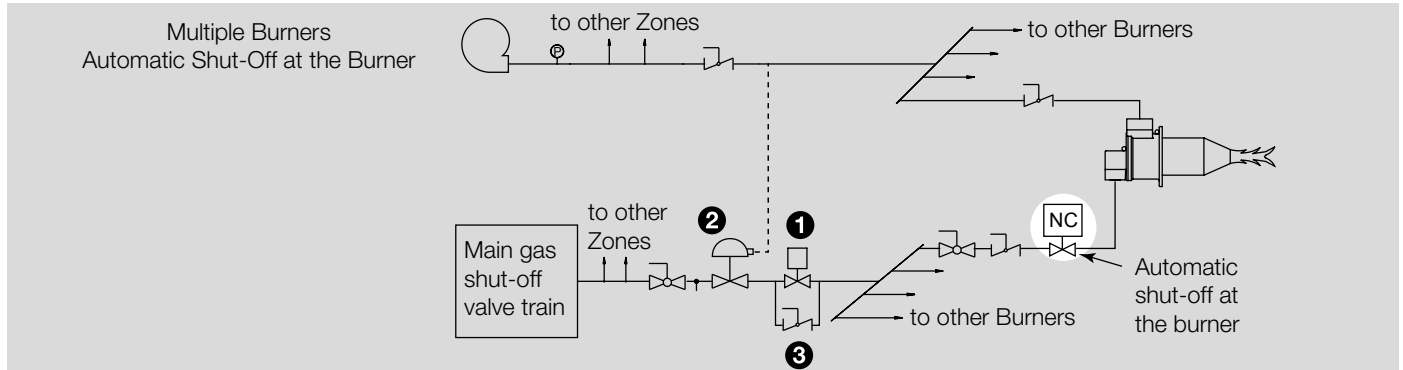 Multiple Burners
Automatic Shut-Off at the Burner
to other Zones
P
to other Burners
to other
Zones
2
1
NC
Main gas
shut-off
valve train
Automatic
shut-off at
the burner
to other Burners
3